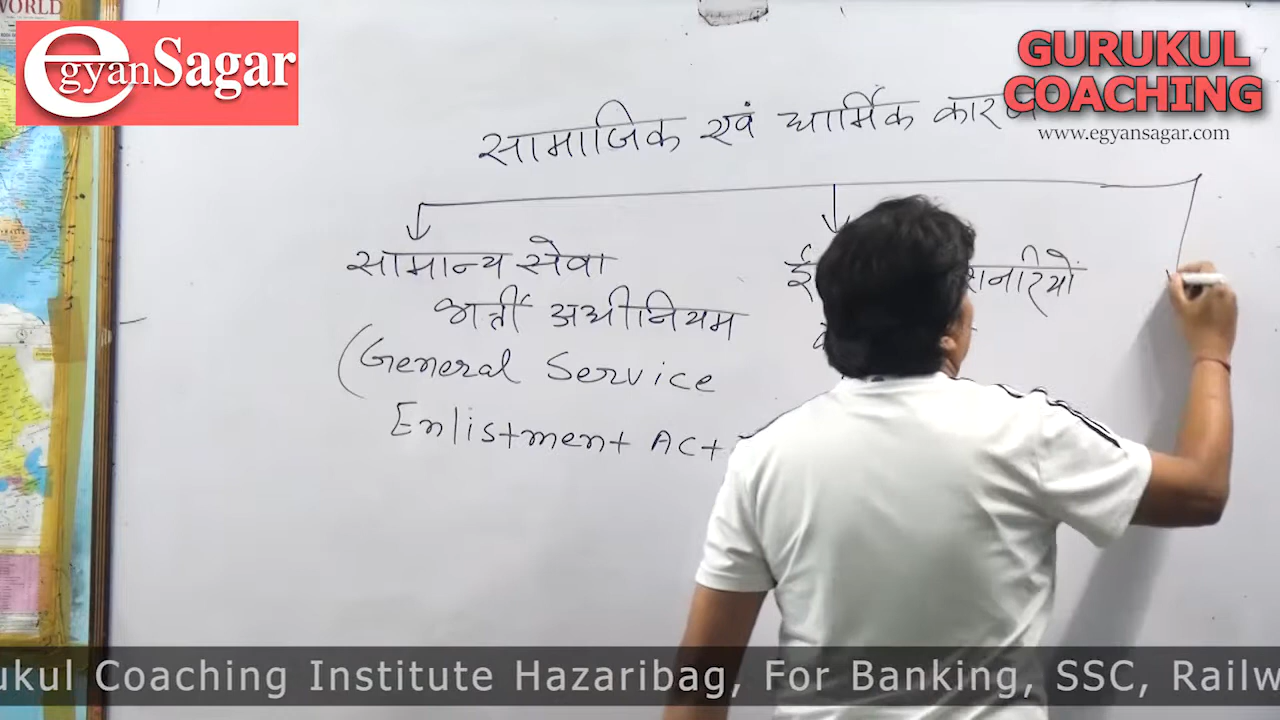 WORLD
egyanSagar
GURUKUL
COACHING
www.egyansagar.com
सामाजिक एवं धार्मिक
सामान्य सेवा
भर्ती अधीनियम
(General Service
Enlistment Act
ukul Coaching Institute Hazaribag, For Banking, SSC, Railw